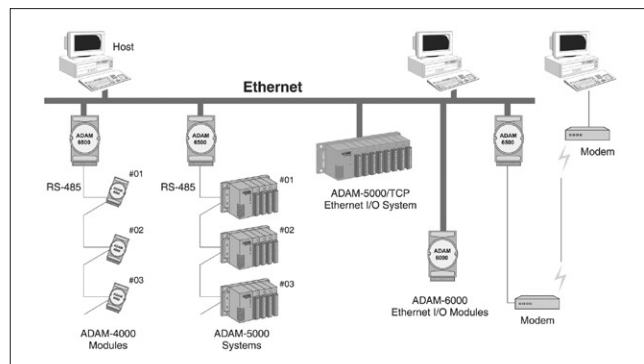 Host
Ethernet
ADAM
6500
ADAM
6500
ADAM
6500
Modem
RS-485
#01
RS-485
#01
ADAM-5000/TCP
Ethernet I/O System
#02
#02
ADAM
6000
#03
#03
ADAM-6000
Ethernet I/O Modules
Modem
ADAM-4000
Modules
ADAM-5000
Systems